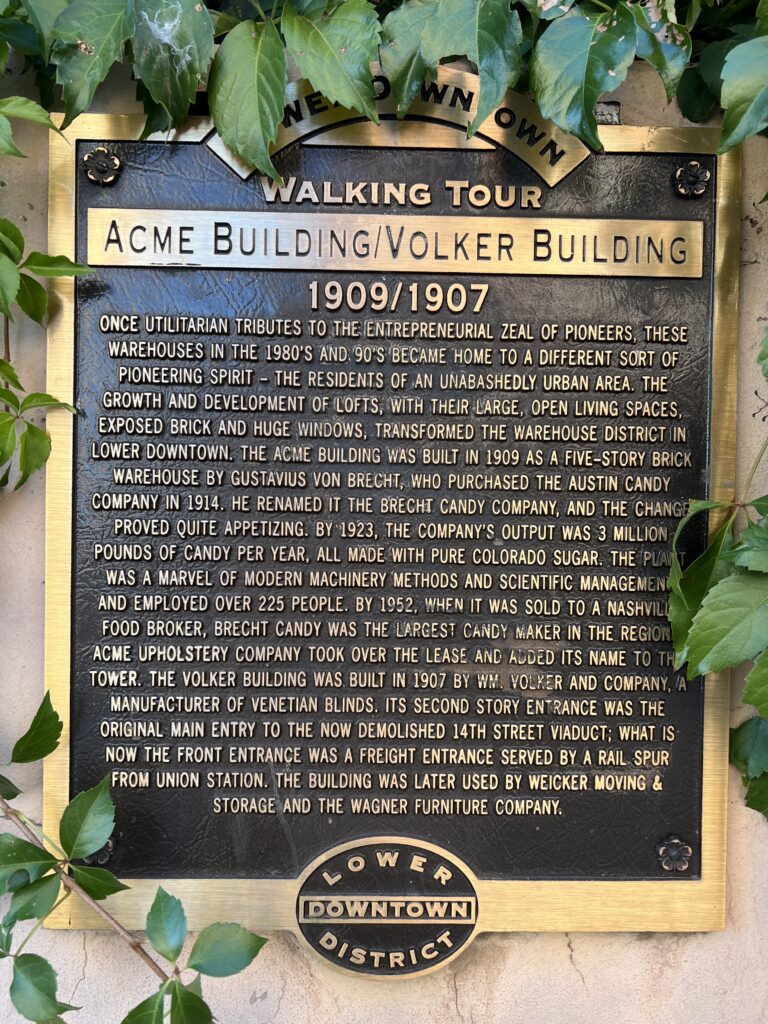 OWN
WALKING TOUR
ACME BUILDING/VOLKER BUILDING
1909/1907
ONCE UTILITARIAN TRIBUTES TO THE ENTREPRENEURIAL ZEAL OF PIONEERS, THESE
WAREHOUSES IN THE 1980'S AND 90'S BECAME HOME TO A DIFFERENT SORT OF
PIONEERING SPIRIT – THE RESIDENTS OF AN UNABASHEDLY URBAN AREA. THE
GROWTH AND DEVELOPMENT OF LOFTS, WITH THEIR LARGE, OPEN LIVING SPACES,
EXPOSED BRICK AND HUGE WINDOWS, TRANSFORMED THE WAREHOUSE DISTRICT IN
LOWER DOWNTOWN. THE ACME BUILDING WAS BUILT IN 1909 AS A FIVE-STORY BRICK
WAREHOUSE BY GUSTAVIUS VON BRECHT, WHO PURCHASED THE AUSTIN CANDY
COMPANY IN 1914. HE RENAMED IT THE BRECHT CANDY COMPANY, AND THE CHANGE
PROVED QUITE APPETIZING. BY 1923, THE COMPANY'S OUTPUT WAS 3 MILLION
POUNDS OF CANDY PER YEAR, ALL MADE WITH PURE COLORADO SUGAR. THE PLANT
WAS A MARVEL OF MODERN MACHINERY METHODS AND SCIENTIFIC MANAGEMENT
AND EMPLOYED OVER 225 PEOPLE. BY 1952, WHEN IT WAS SOLD TO A NASHVILLE
FOOD BROKER, BRECHT CANDY WAS THE LARGEST CANDY MAKER IN THE REGION.
ACME UPHOLSTERY COMPANY TOOK OVER THE LEASE AND ADDED ITS NAME TO THE
TOWER. THE VOLKER BUILDING WAS BUILT IN 1907 BY WM. VOLKER AND COMPANY, A
MANUFACTURER OF VENETIAN BLINDS. ITS SECOND STORY ENTRANCE WAS THE
ORIGINAL MAIN ENTRY TO THE NOW DEMOLISHED 14TH STREET VIADUCT; WHAT IS
NOW THE FRONT ENTRANCE WAS A FREIGHT ENTRANCE SERVED BY A RAIL SPUR
FROM UNION STATION. THE BUILDING WAS LATER USED BY WEICKER MOVING &
STORAGE AND THE WAGNER FURNITURE COMPANY.
LOWER
DOWNTOWN
DISTRICT